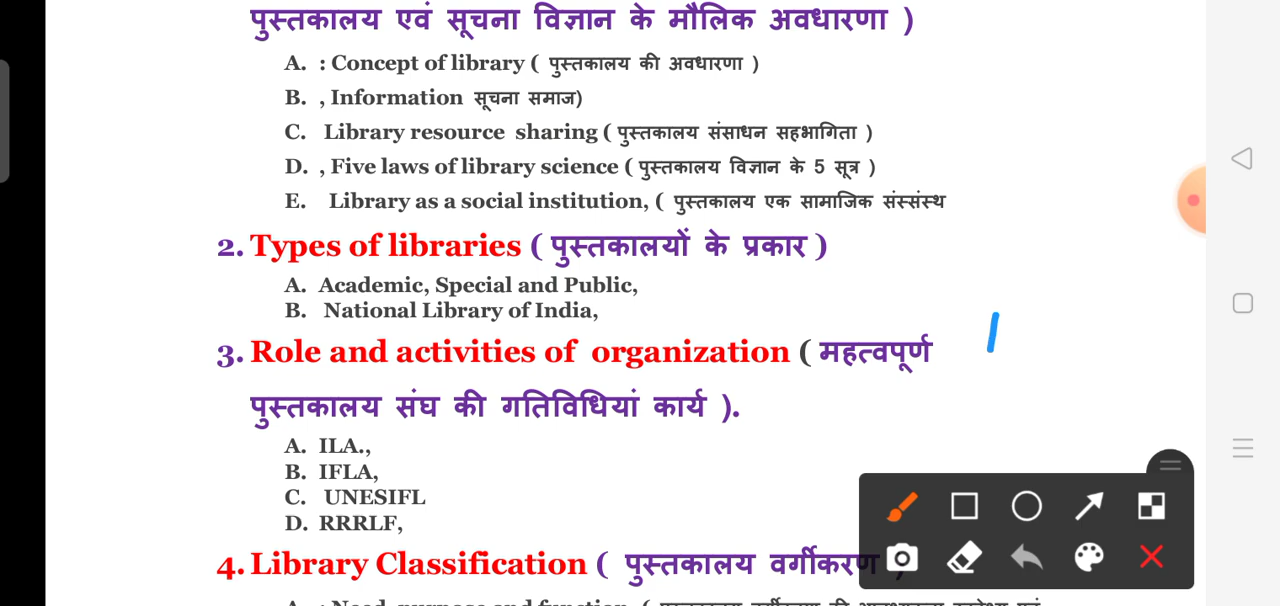 पुस्तकालय एवं सूचना विज्ञान के मौलिक अवधारणा )
A. : Concept of library ( पुस्तकालय की अवधारणा )
B. , Information सूचना समाज)
C. Library resource sharing ( पुस्तकालय संसाधन सहभागिता )
D. , Five laws of library science ( पुस्तकालय विज्ञान के 5 सूत्र )
E. Library as a social institution, ( पुस्तकालय एक सामाजिक संस्संस्थ
2. Types of libraries ( पुस्तकालयों के प्रकार )
A. Academic, Special and Public,
B. National Library of India,
3. Role and activities of organization ( महत्वपूर्ण
पुस्तकालय संघ की गतिविधियां कार्य ).
A. ILA.,
B. IFLA,
C. UNESIFL
D. RRRLF,
4. Library Classification ( पुस्तकालय वर्गीकरण )